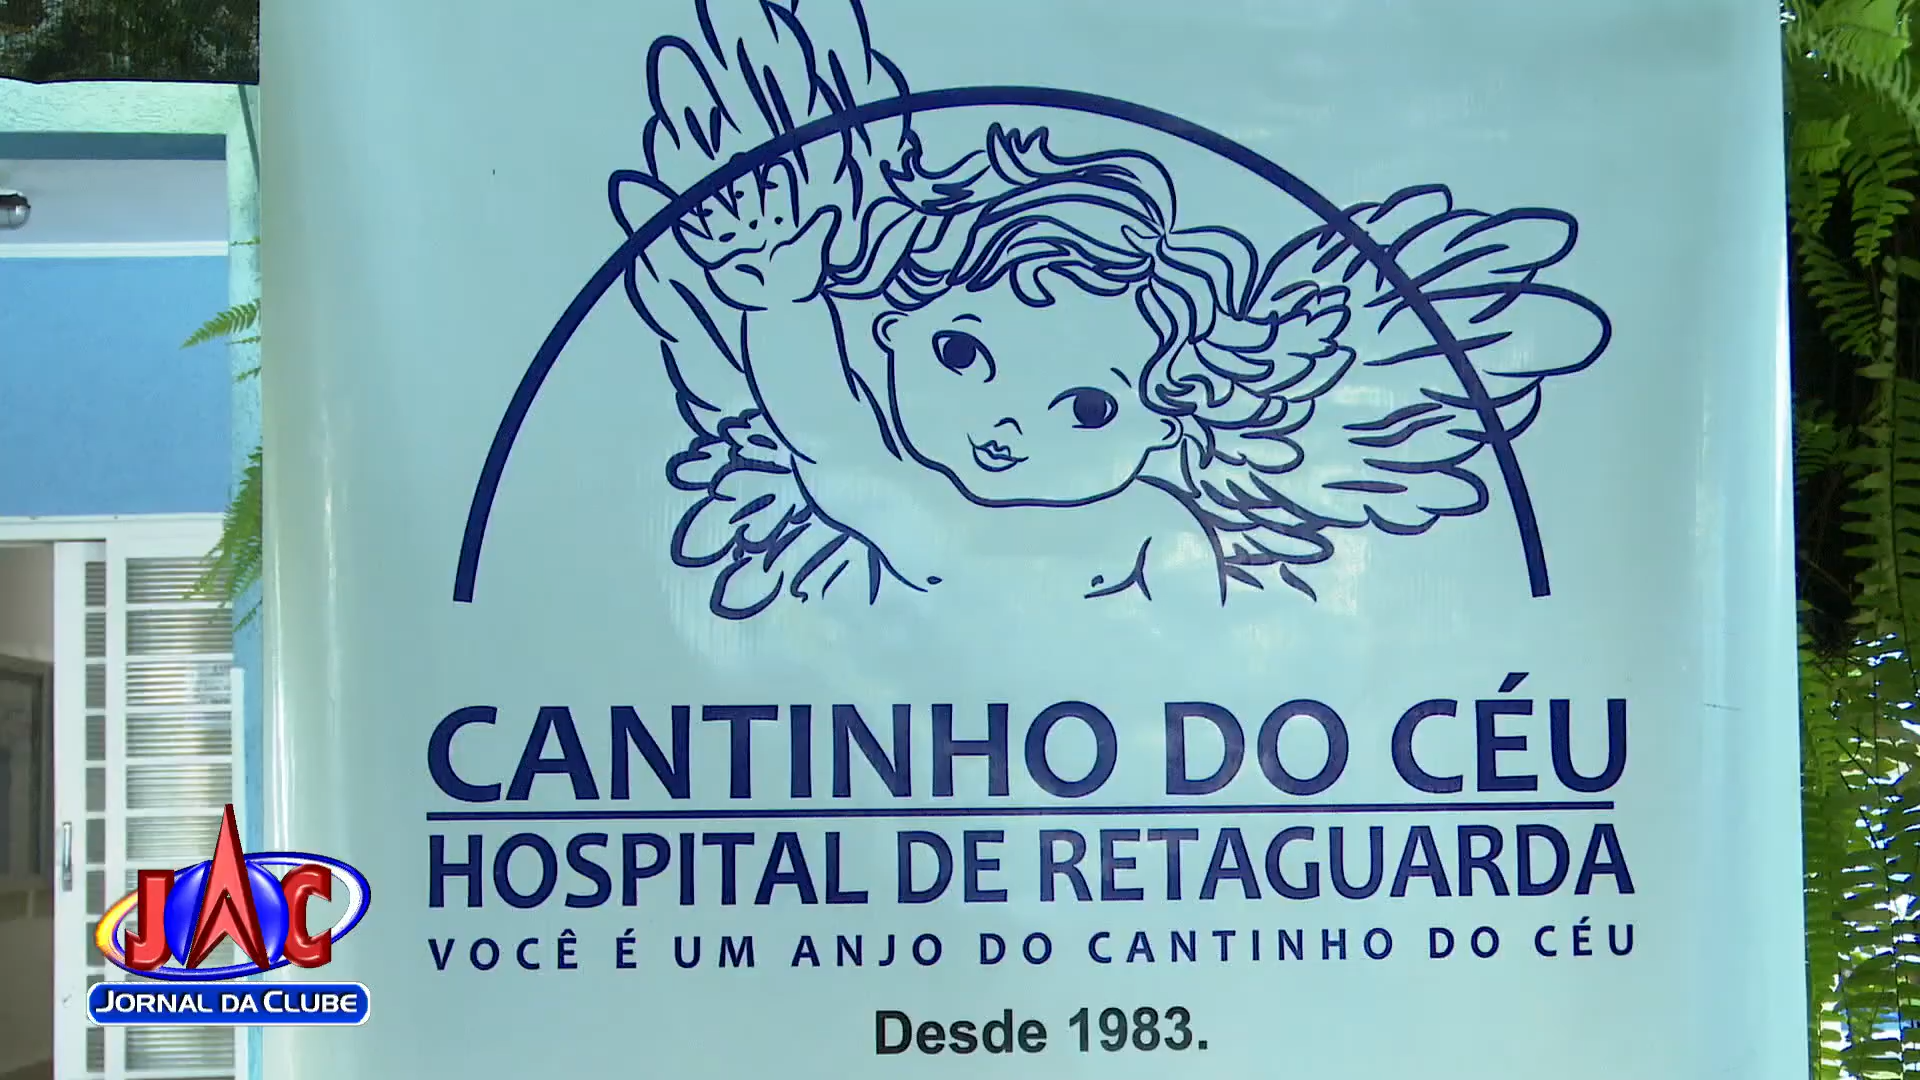 CANTINHO DO CÉU
HOSPITAL DE RETAGUARDA
VOCÊ É UM ANJO DO CANTINHO DO CÉU
Desde 1983.
JAC
JORNAL DA CLUBE